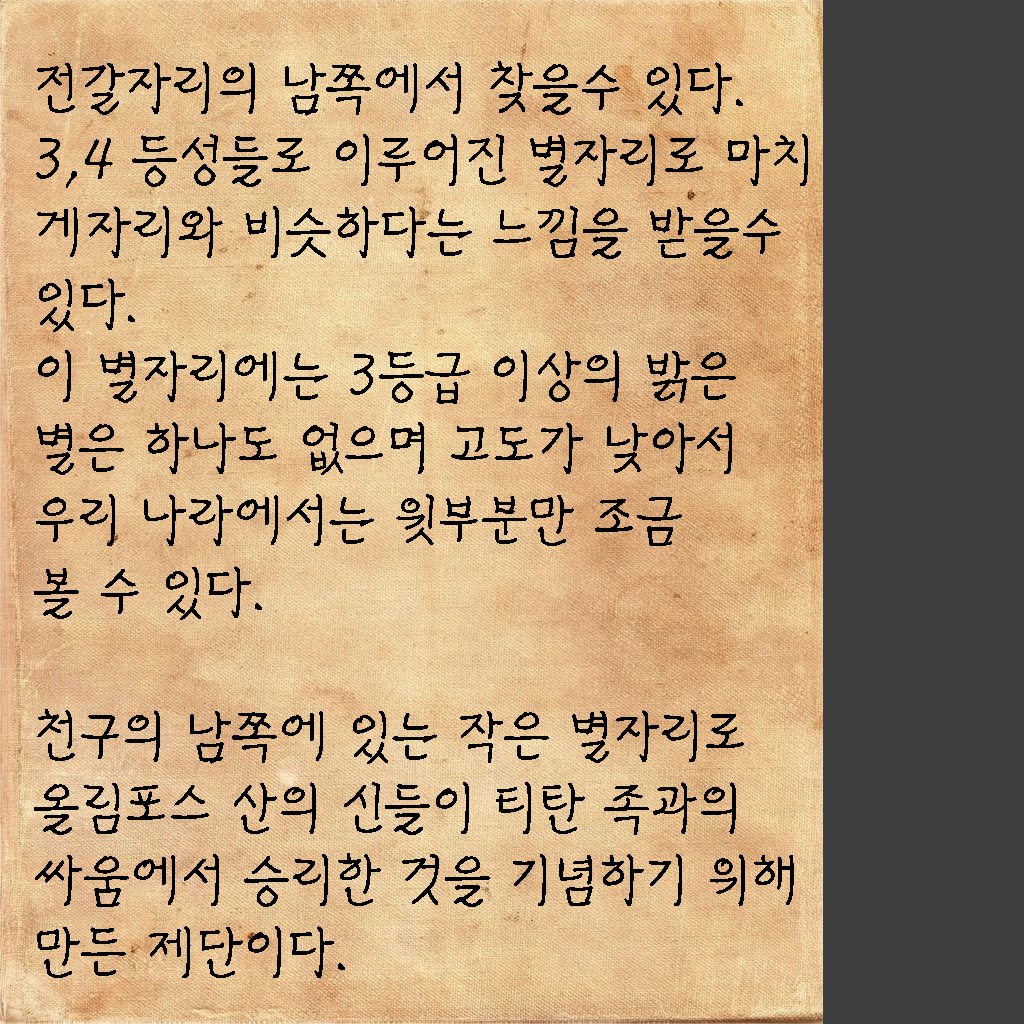 전갈자리의 남쪽에서 찾을수 있다.
3,4 등성들로 이루어진 별자리로 마치
게자리와 비슷하다는 느낌을 받을수
있다.
이 별자리에는 3등급 이상의 밝은
별은 하나도 없으며 고도가 낮아서
우리 나라에서는 윗부분만 조금
볼 수 있다.
천구의 남쪽에 있는 작은 별자리로
올림포스 산의 신들이 티탄 족과의
싸움에서 승리한 것을 기념하기 위해
만든 제단이다.